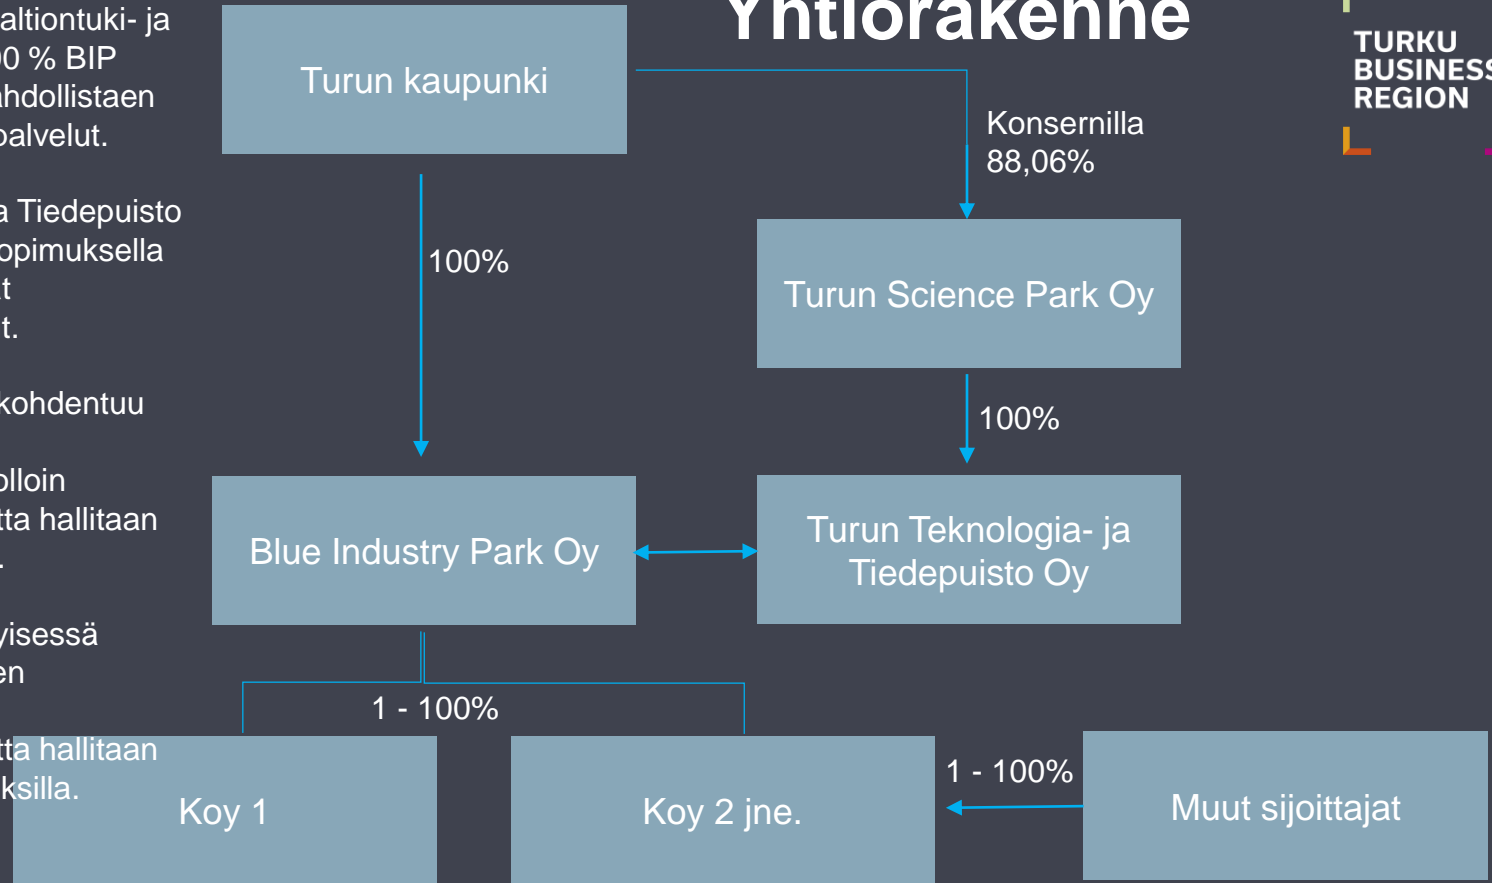 Yhtiörakenne
TURKU
BUSINESS
REGION
altiontuki- ja
% BIP
ahdollistaen
palvelut.
a Tiedepuisto
opimuksella
at
t.
kohdentuu
olloin
tta hallitaan
.
yisessä
en
tta hallitaan
ksilla.
Turun kaupunki
Konsernilla
88,06%
100%
Turun Science Park Oy
100%
Blue Industry Park Oy
Turun Teknologia- ja
Tiedepuisto Oy
1 - 100%
Koy 1
Koy 2 jne.
1 - 100%
Muut sijoittajat